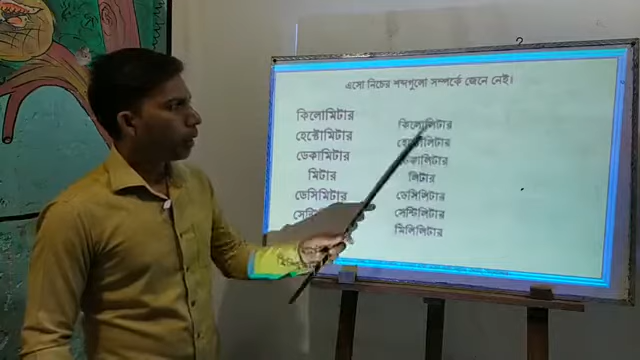 এসো নিচের শব্দগুলো সম্পর্কে জেনে নেই।
কিলোমিটার
হেক্টোমিটার
ডেকামিটার
মিটার
ডেসিমিটার
কিলোলিটার
লিটার
ডেসিলিটার
সেন্টিলিটার
মিলিলিটার